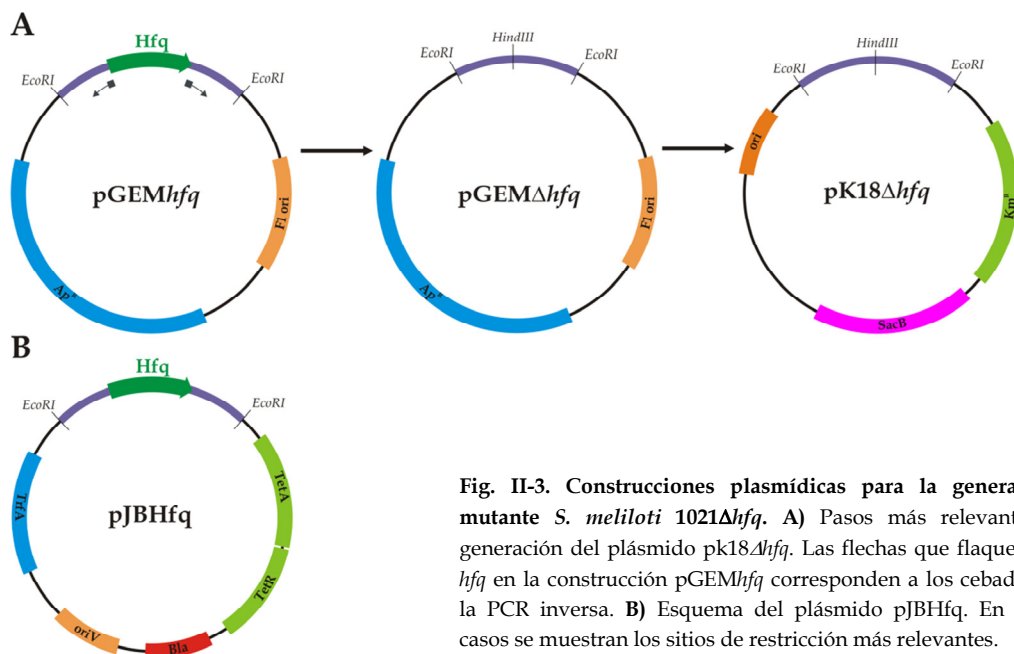 A
Hfq
EcoRI
EcoRI
pGEMhfq
F1 ori
Apᴿ
EcoRI
HindIII
EcoRI
pGEMΔhfq
F1 ori
Apᴿ
EcoRI
HindIII
EcoRI
ori
pK18Δhfq
Kmᴿ
SacB
B
Hfq
EcoRI
EcoRI
TrfA
TetA
pJBHfq
TetR
oriV
Bla
Fig. II-3. Construcciones plasmídicas para la genera
mutante S. meliloti 1021Δhfq. A) Pasos más relevant
generación del plásmido pk18Δhfq. Las flechas que flaque
hfq en la construcción pGEMhfq corresponden a los cebad
la PCR inversa. B) Esquema del plásmido pJBHfq. En
casos se muestran los sitios de restricción más relevantes.